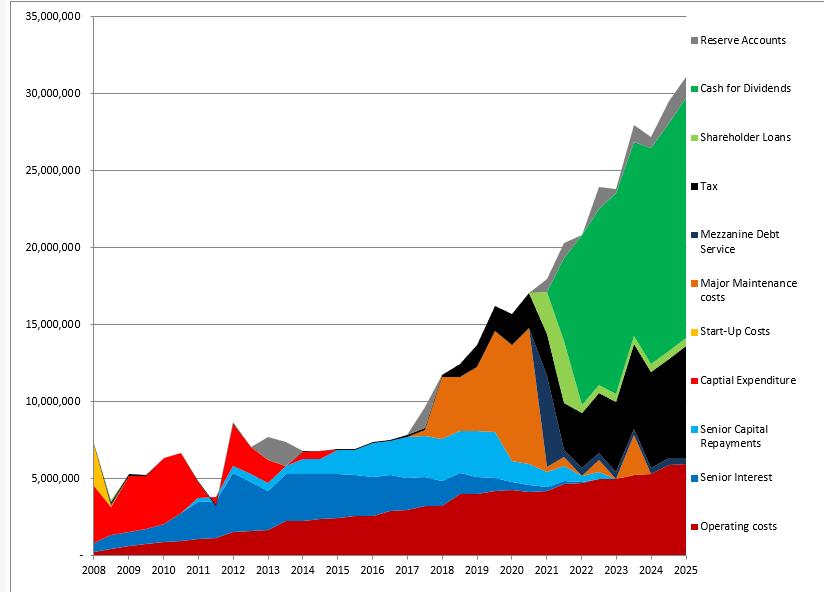 35,000,000
30,000,000
25,000,000
20,000,000
15,000,000
10,000,000
5,000,000
-
2008 2009 2010 2011 2012 2013 2014 2015 2016 2017 2018 2019 2020 2021 2022 2023 2024 2025
Reserve Accounts
Cash for Dividends
Shareholder Loans
Tax
Mezzanine Debt
Service
Major Maintenance
costs
Start-Up Costs
Captial Expenditure
Senior Capital
Repayments
Senior Interest
Operating costs